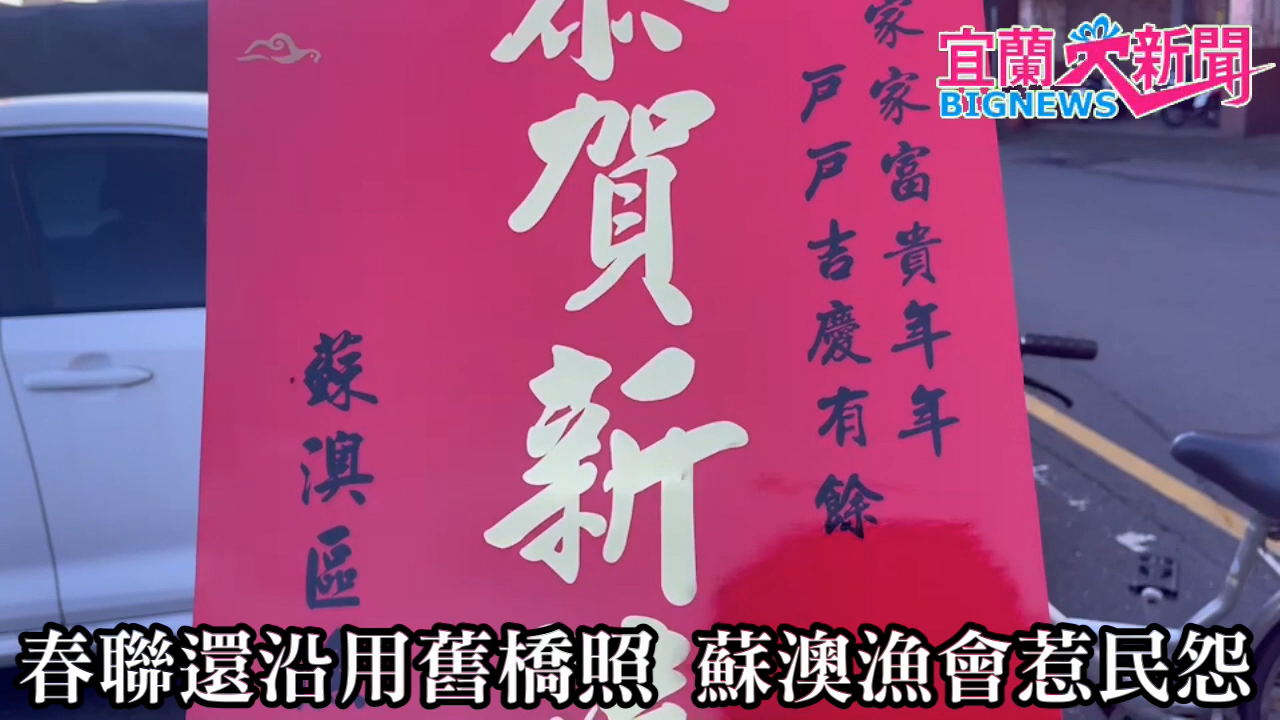 宜蘭大新聞
BIGNEWS
家家富貴年年
戶戶吉慶有餘
恭賀新
蘇澳區
春聯還沿用舊橋照 蘇澳漁會惹民怨